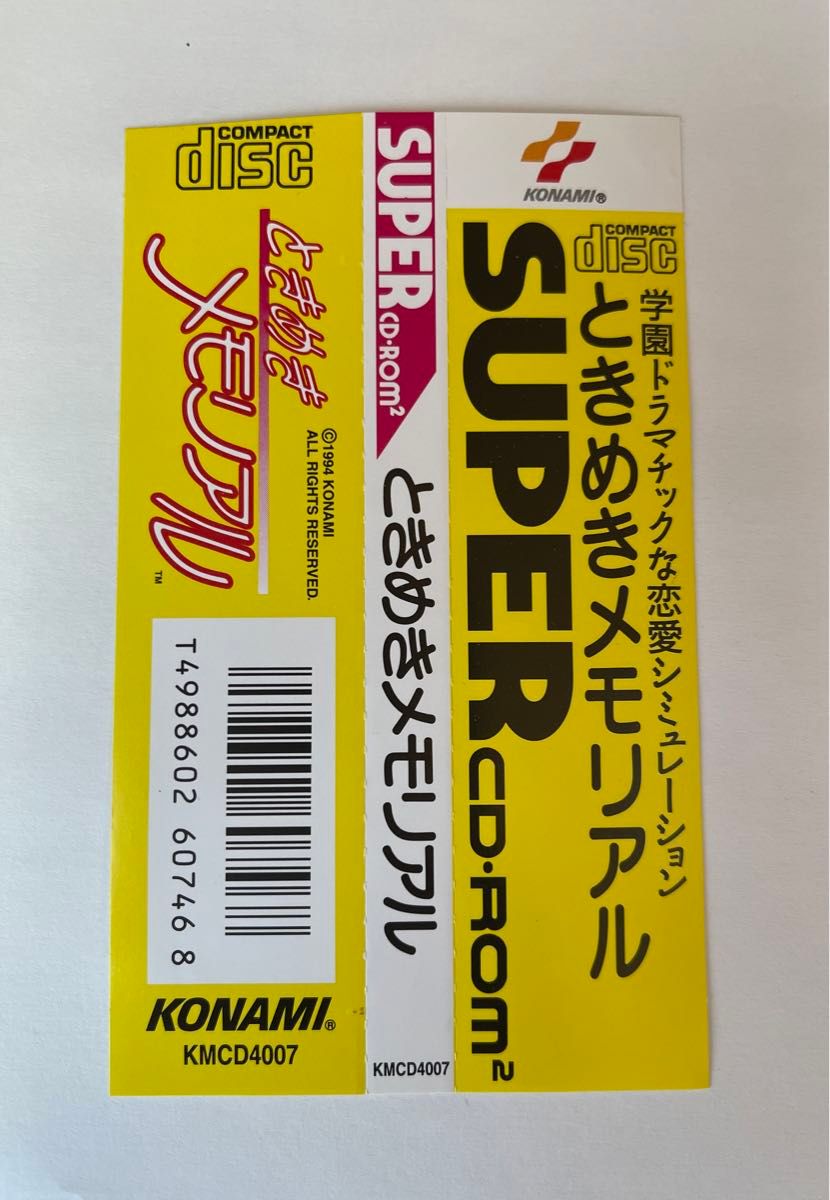 COMPACT
disc
ときめき
メモリアル
TM
©1994 KONAMI
ALL RIGHTS RESERVED.
T4988602 60746 8
KONAMI®
KMCD4007
SUPER
CD・ROM²
ときめきメモリアル
KMCD4007
KONAMI®
COMPACT
disc
学園ドラマチックな恋愛シミュレーション
ときめきメモリアル
SUPER CD・ROM²